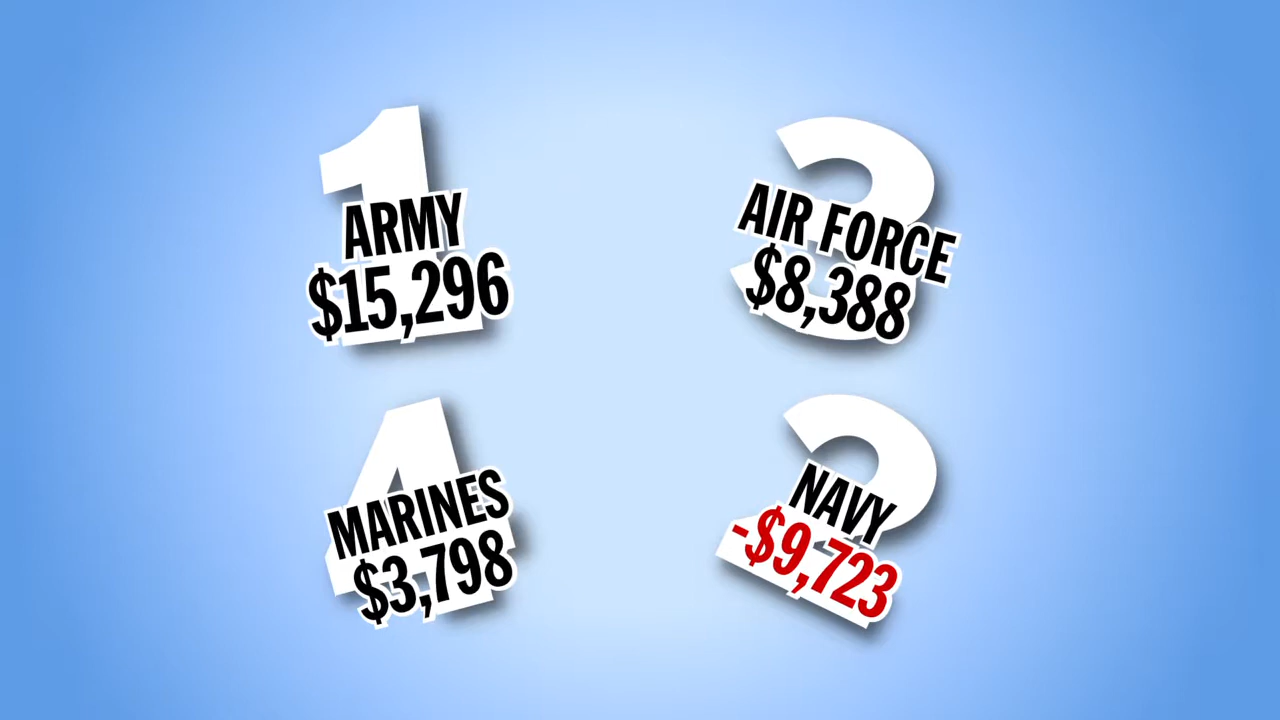 1
ARMY
$15,296
3
AIR FORCE
$8,388
4
MARINES
$3,798
2
NAVY
-$9,723